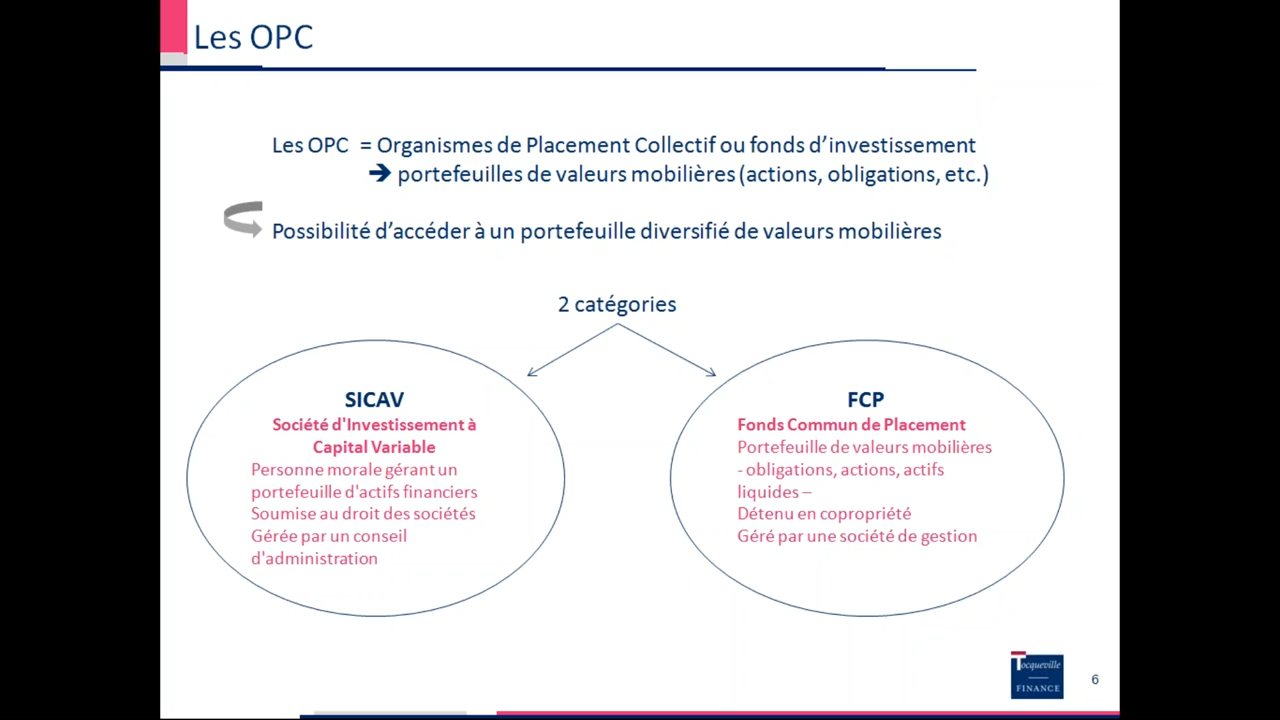 Les OPC
Les OPC = Organismes de Placement Collectif ou fonds d'investissement
➔ portefeuilles de valeurs mobilières (actions, obligations, etc.)
Possibilité d'accéder à un portefeuille diversifié de valeurs mobilières
2 catégories
SICAV
Société d'Investissement à
Capital Variable
Personne morale gérant un
portefeuille d'actifs financiers
Soumise au droit des sociétés
Gérée par un conseil
d'administration
FCP
Fonds Commun de Placement
Portefeuille de valeurs mobilières
- obligations, actions, actifs
liquides –
Détenu en copropriété
Géré par une société de gestion
Tocqueville
FINANCE
6